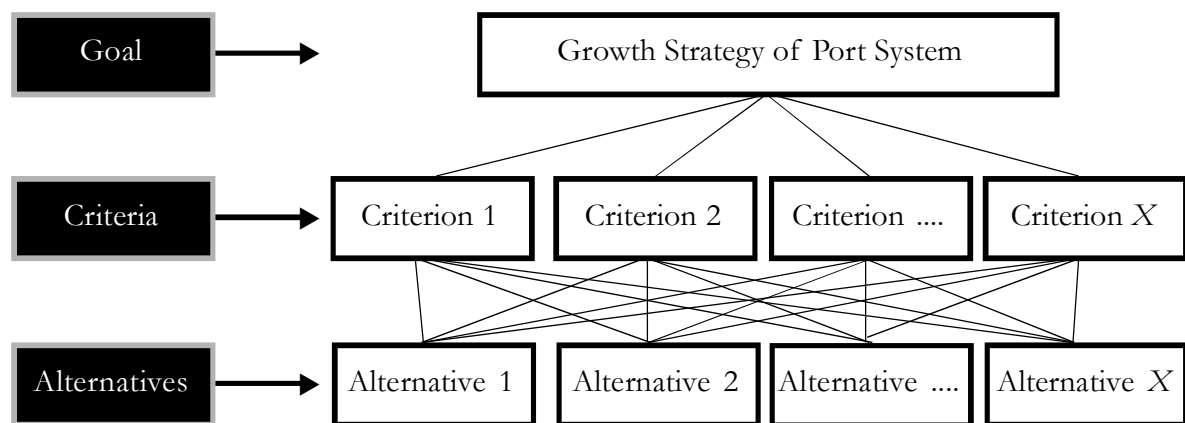 Goal
Growth Strategy of Port System
Criteria
Criterion 1
Criterion 2
Criterion ....
Criterion X
Alternatives
Alternative 1
Alternative 2
Alternative ....
Alternative X